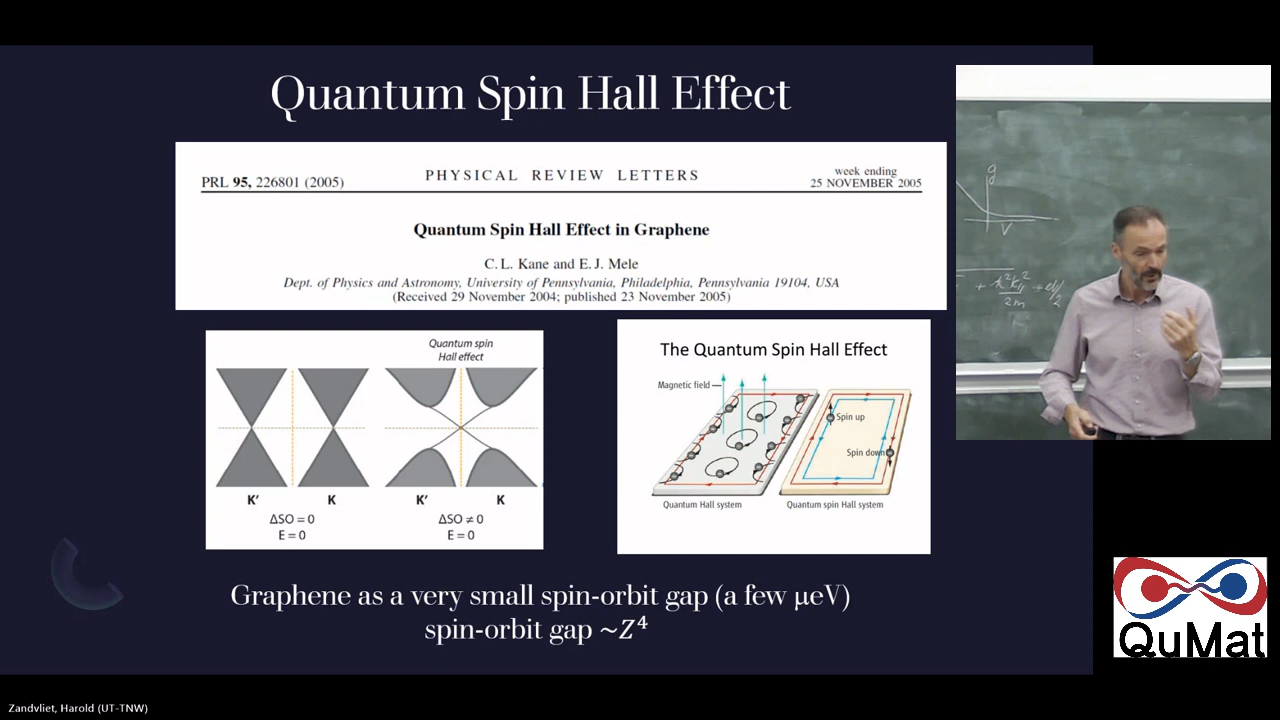 Quantum Spin Hall Effect
PRL 95, 226801 (2005)
PHYSICAL REVIEW LETTERS
week ending
25 NOVEMBER 2005
Quantum Spin Hall Effect in Graphene
C. L. Kane and E. J. Mele
Dept. of Physics and Astronomy, University of Pennsylvania, Philadelphia, Pennsylvania 19104, USA
(Received 29 November 2004; published 23 November 2005)
Quantum spin
Hall effect
K′ K K′ K
ΔSO = 0 ΔSO ≠ 0
E = 0 E = 0
The Quantum Spin Hall Effect
Magnetic field
Spin up
Spin down
Quantum Hall system Quantum spin Hall system
Graphene as a very small spin-orbit gap (a few μeV)
spin-orbit gap ~Z⁴
g
V
+ ħ²k∥²
2m
QuMat
Zandvliet, Harold (UT-TNW)